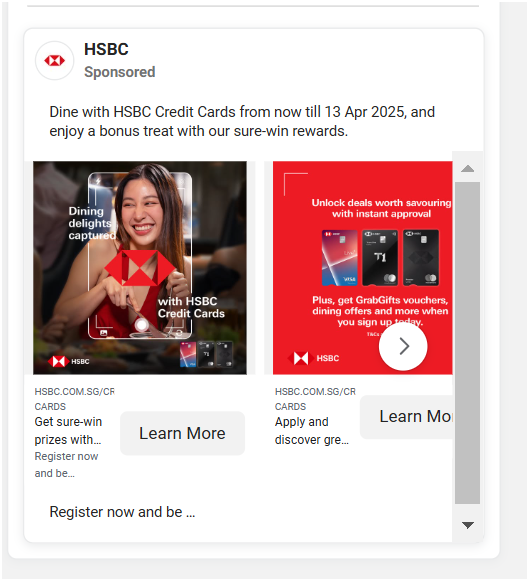 HSBC
Sponsored
Dine with HSBC Credit Cards from now till 13 Apr 2025, and
enjoy a bonus treat with our sure-win rewards.
Dining
delights
captured
with HSBC
Credit Cards
HSBC
Unlock deals worth savouring
with instant approval
Plus, get GrabGifts vouchers,
dining offers and more when
you sign up today.
HSBC
HSBC.COM.SG/CR
CARDS
Get sure-win
prizes with...
Register now
and be...
Learn More
HSBC.COM.SG/CR
CARDS
Apply and
discover gre...
Learn Mo
Register now and be ...